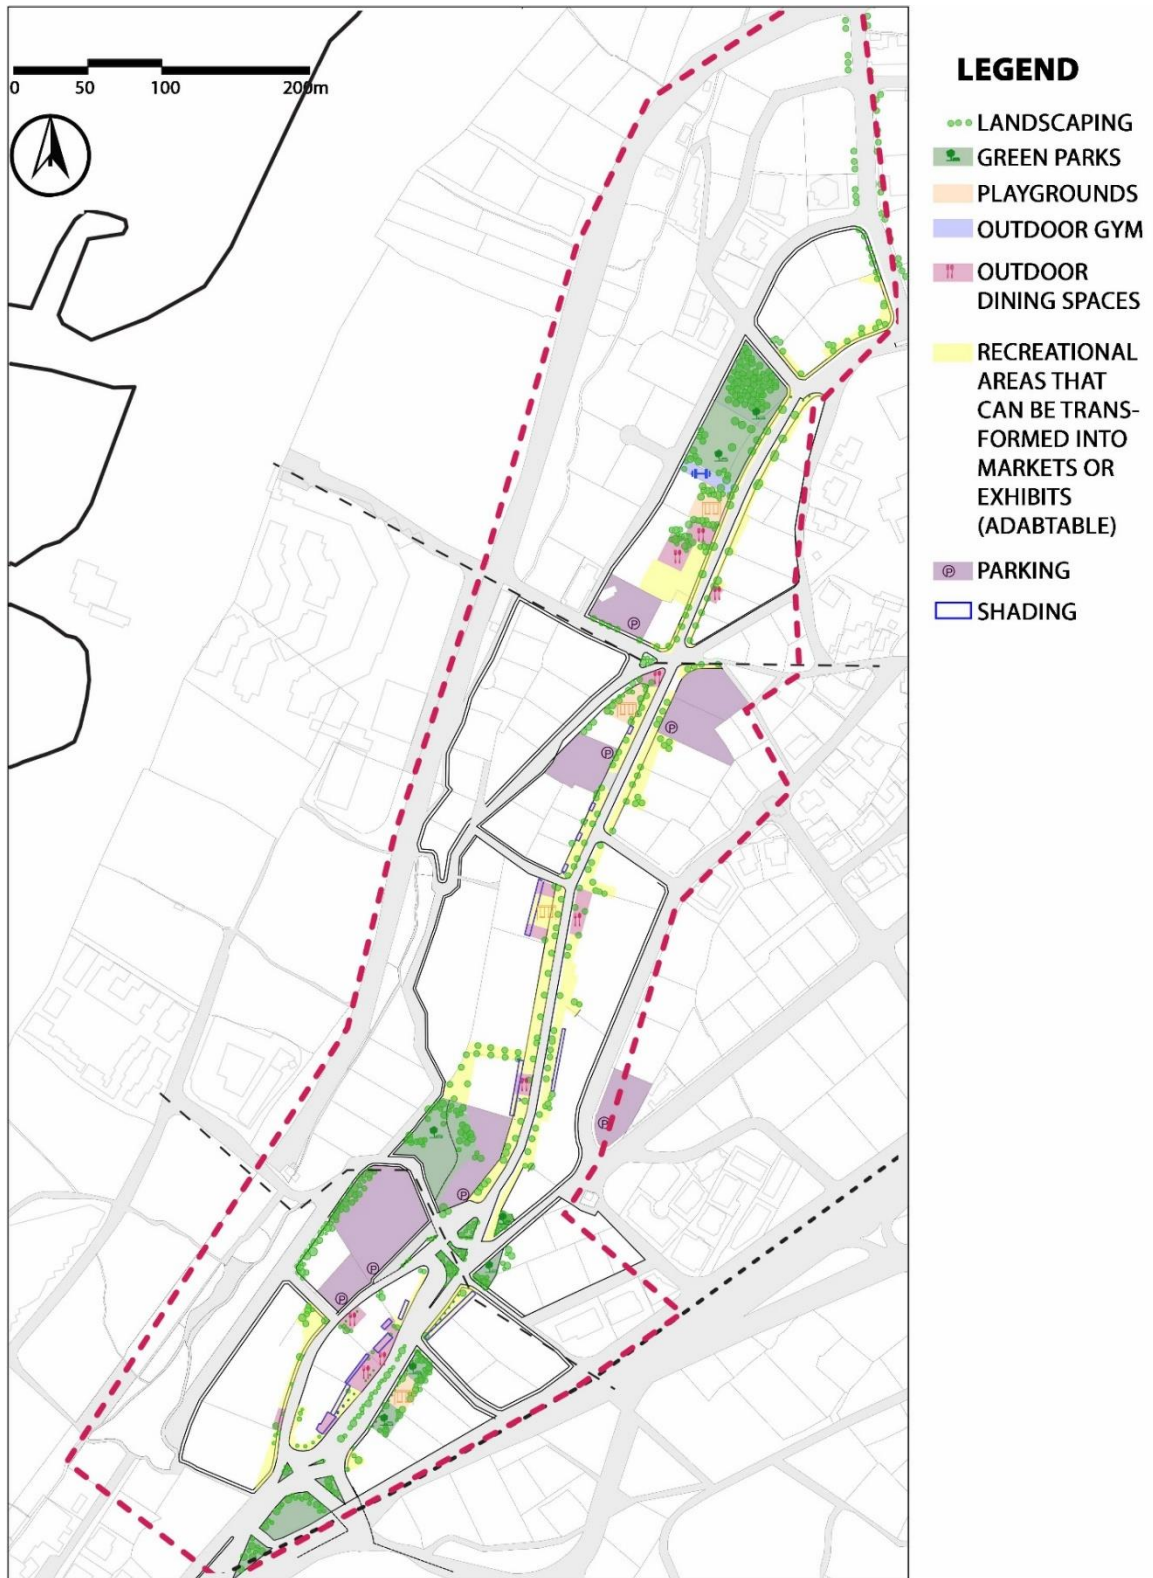 0 50 100 200m
LEGEND
LANDSCAPING
GREEN PARKS
PLAYGROUNDS
OUTDOOR GYM
OUTDOOR
DINING SPACES
RECREATIONAL
AREAS THAT
CAN BE TRANS-
FORMED INTO
MARKETS OR
EXHIBITS
(ADABTABLE)
P PARKING
SHADING
P
P
P
P
P
P
P